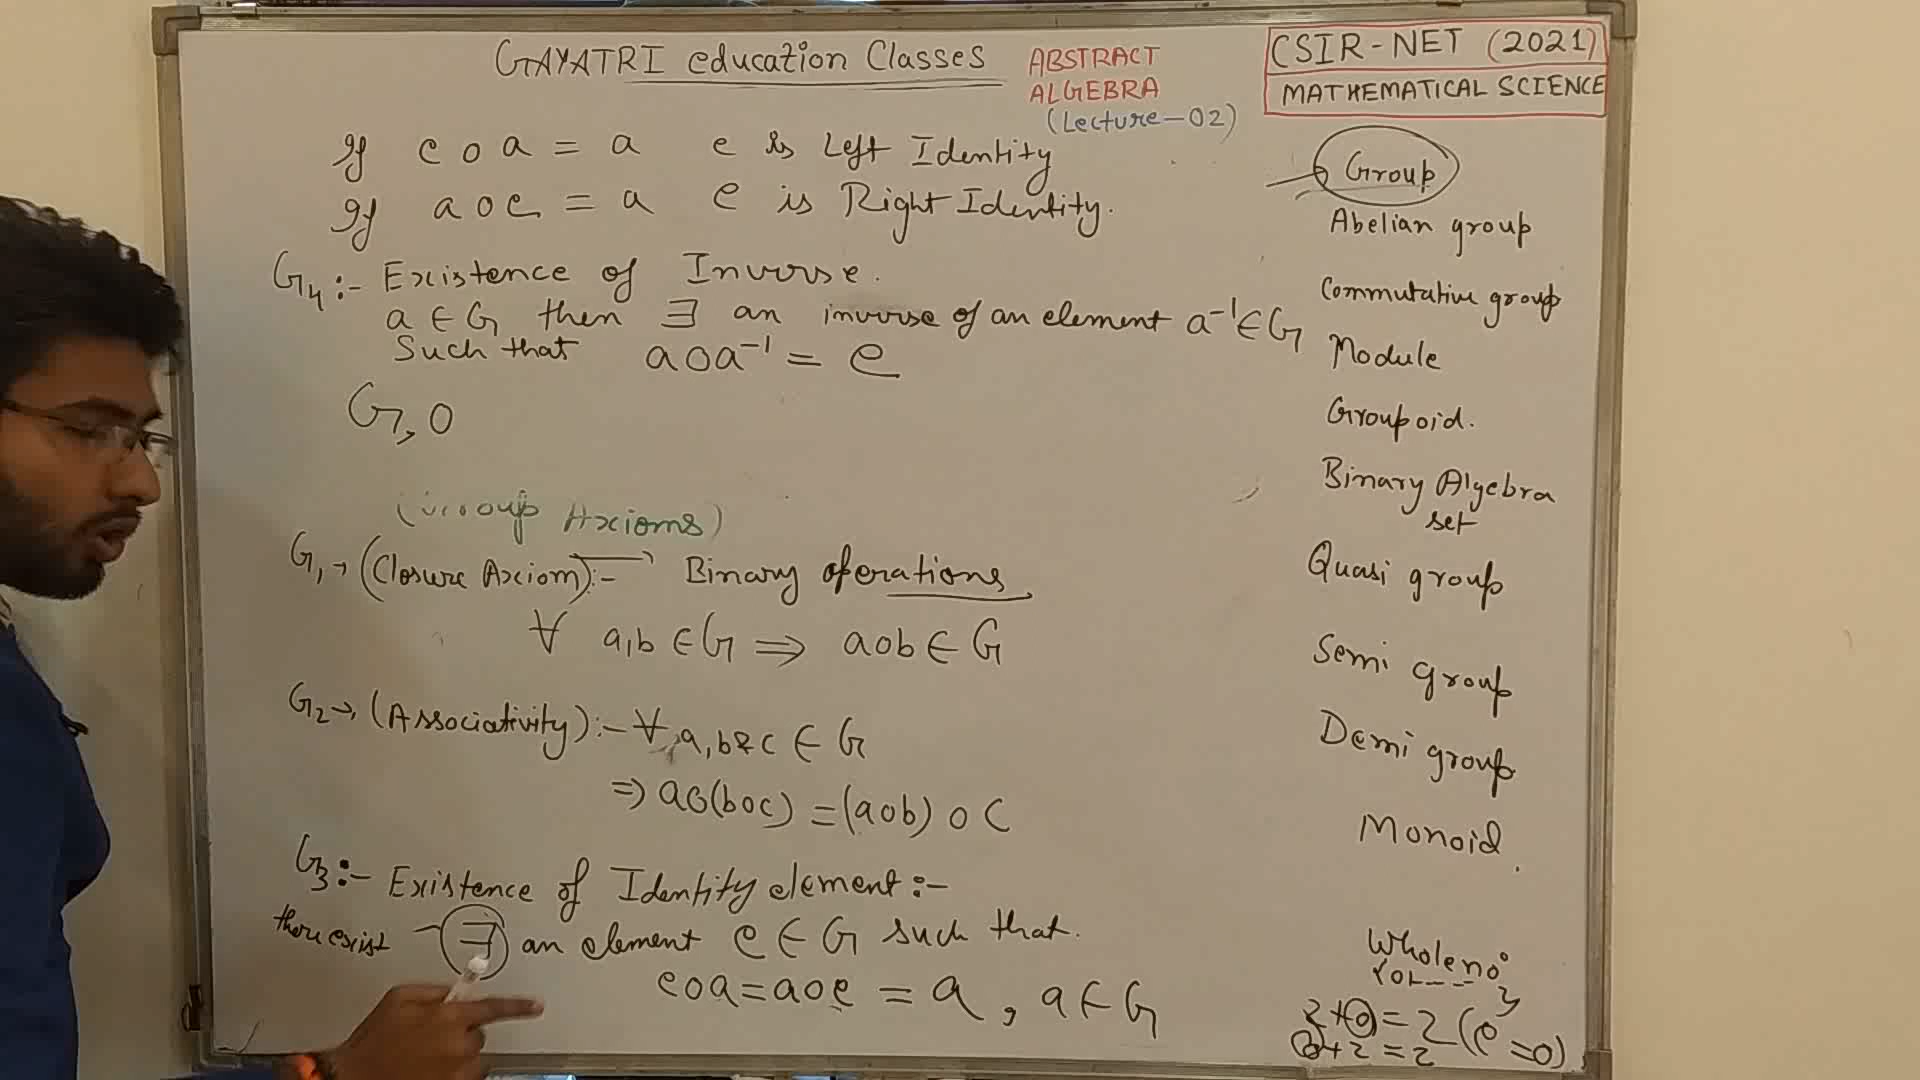 GAYATRI education Classes
ABSTRACT
ALGEBRA
(Lecture-02)
CSIR-NET (2021)
MATHEMATICAL SCIENCE
If e o a = a e is Left Identity
If a o e = a e is Right Identity.
G4:- Existence of Inverse.
a ∈ G then ∃ an inverse of an element a⁻¹ ∈ G
Such that a o a⁻¹ = e
G, o
(Group Axioms)
G1 → (Closure Axiom):- Binary operations
∀ a,b ∈ G ⇒ aob ∈ G
G2 → (Associativity):- ∀ a, b & c ∈ G
⇒ ao(boc) = (aob) o c
G3:- Existence of Identity element:-
there exist ∃ an element e ∈ G such that.
eoa = aoe = a, a ∈ G
Group
Abelian group
Commutative group
Module
Groupoid.
Binary Algebra
set
Quasi group
Semi group
Demi group
Monoid.
Whole no
2+0=2 (e=0)
0+2=2